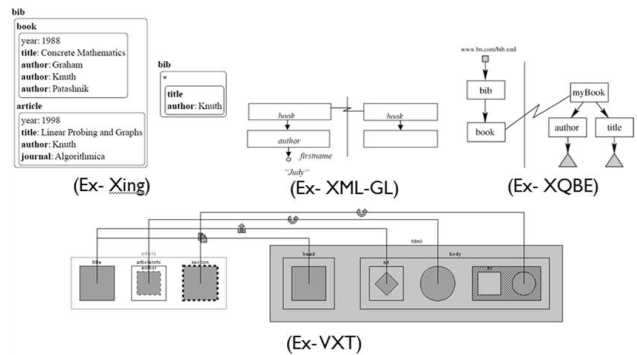 bib
book
year: 1988
title: Concrete Mathematics
author: Graham
author: Knuth
author: Patashnik
article
year: 1998
title: Linear Probing and Graphs
author: Knuth
journal: Algorithmica
bib
*
title
author: Knuth
(Ex- Xing)
book
book
author
firstname
"Judy"
(Ex- XML-GL)
www.bn.com/bib.xml
bib
book
myBook
author
title
(Ex- XQBE)
article
title
articleinfo
author
section
html
head
body
h1
(Ex-VXT)